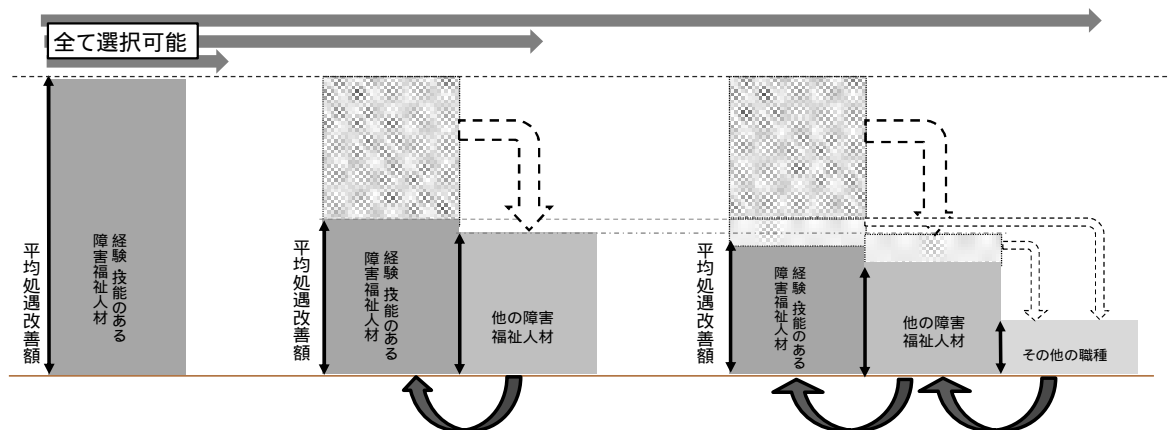 全て選択可能
平均処遇改善額
経験・技能のある
障害福祉人材
平均処遇改善額
経験・技能のある
障害福祉人材
他の障害
福祉人材
平均処遇改善額
経験・技能のある
障害福祉人材
他の障害
福祉人材
その他の職種